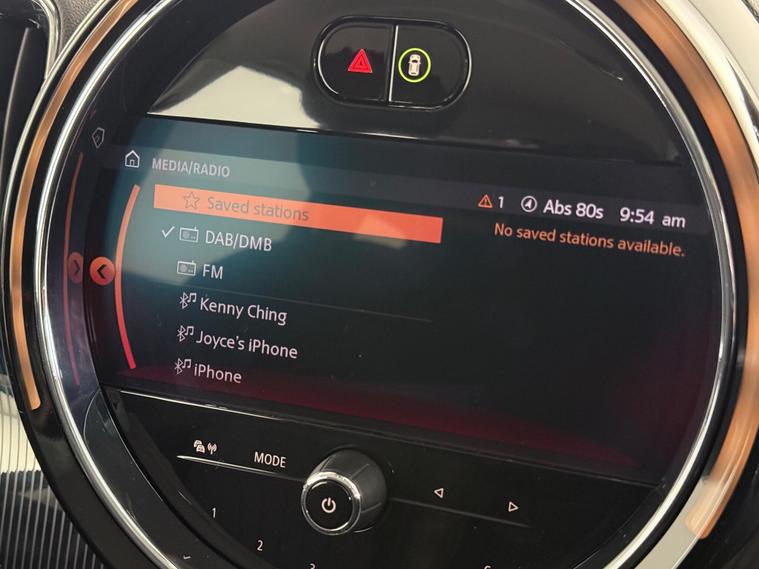 MEDIA/RADIO
1 Abs 80s 9:54 am
Saved stations
No saved stations available.
DAB/DMB
FM
Kenny Ching
Joyce's iPhone
iPhone
MODE
1
2